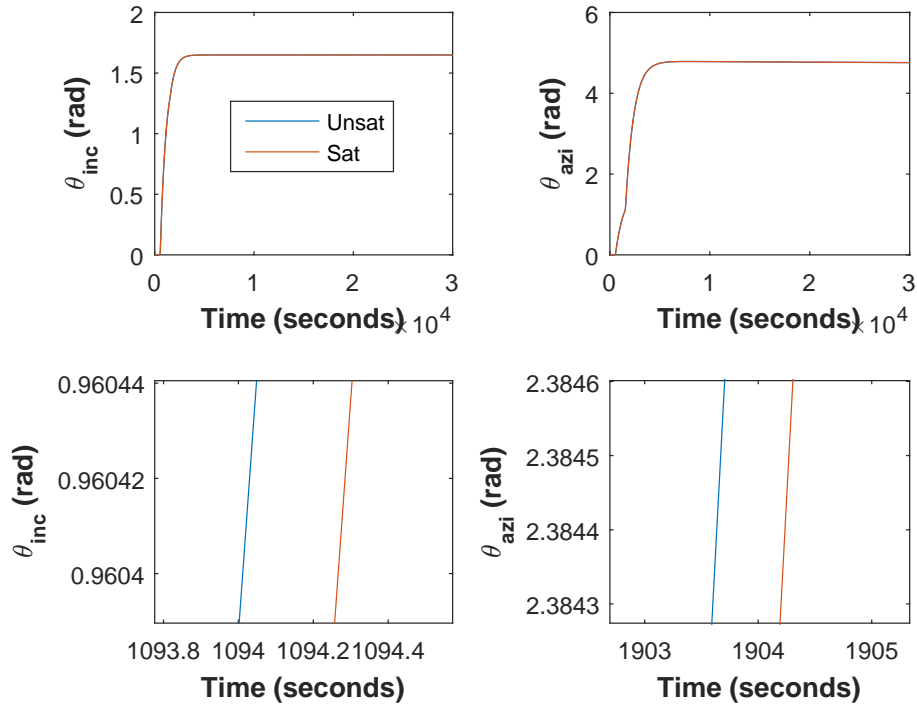 2
1.5
1
0.5
0
θinc (rad)
Unsat
Sat
0 1 2 3
Time (seconds) ×10^4
6
4
2
0
θazi (rad)
0 1 2 3
Time (seconds) ×10^4
0.96044
0.96042
0.9604
θinc (rad)
1093.8 1094 1094.2 1094.4
Time (seconds)
2.3846
2.3845
2.3844
2.3843
θazi (rad)
1903 1904 1905
Time (seconds)